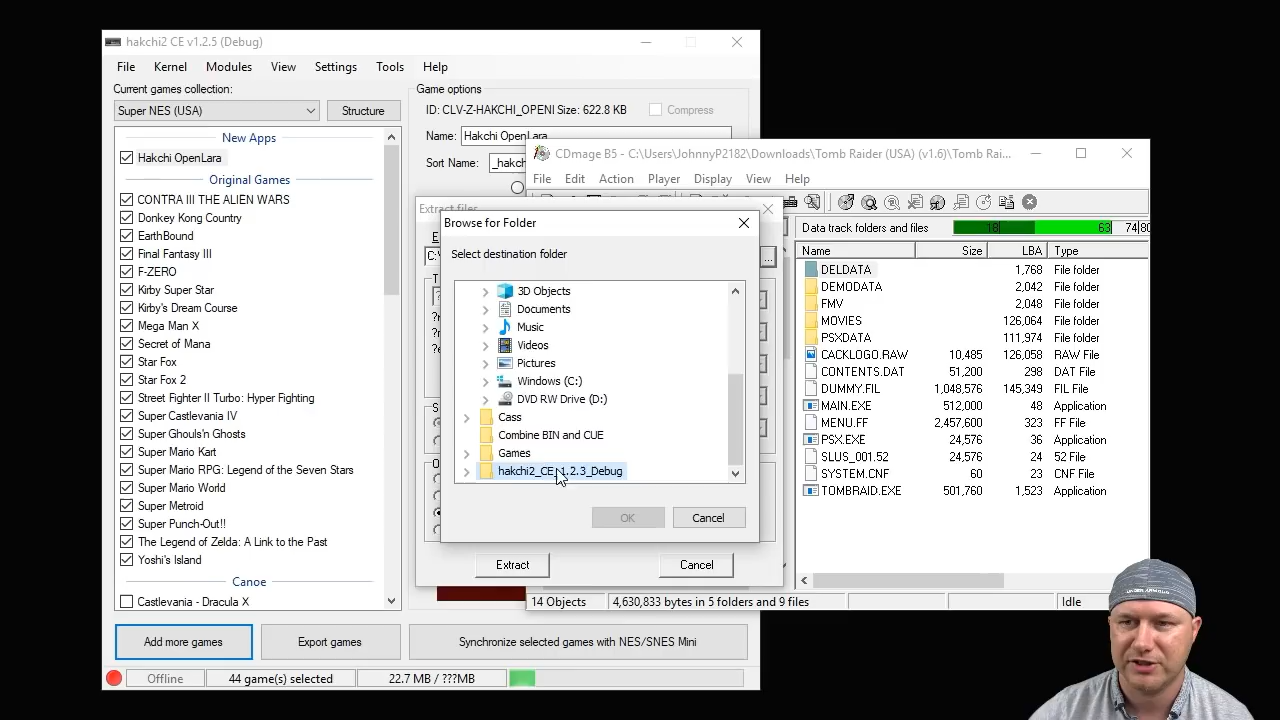 hakchi2 CE v1.2.5 (Debug)
File Kernel Modules View Settings Tools Help
Current games collection:
Super NES (USA) Structure
New Apps
Hakchi OpenLara
Original Games
CONTRA III THE ALIEN WARS
Donkey Kong Country
EarthBound
Final Fantasy III
F-ZERO
Kirby Super Star
Kirby's Dream Course
Mega Man X
Secret of Mana
Star Fox
Star Fox 2
Street Fighter II Turbo: Hyper Fighting
Super Castlevania IV
Super Ghouls'n Ghosts
Super Mario Kart
Super Mario RPG: Legend of the Seven Stars
Super Mario World
Super Metroid
Super Punch-Out!!
The Legend of Zelda: A Link to the Past
Yoshi's Island
Canoe
Castlevania - Dracula X
Add more games Export games Synchronize selected games with NES/SNES Mini
Offline 44 game(s) selected 22.7 MB / ???MB
Game options
ID: CLV-Z-HAKCHI_OPENI Size: 622.8 KB Compress
Name: Hakchi OpenLara
Sort Name: _hakch
Extract files
Browse for Folder
Select destination folder
3D Objects
Documents
Music
Videos
Pictures
Windows (C:)
DVD RW Drive (D:)
Cass
Combine BIN and CUE
Games
hakchi2_CE_1.2.3_Debug
OK Cancel
Extract Cancel
CDmage B5 - C:\Users\JohnnyP2182\Downloads\Tomb Raider (USA) (v1.6)\Tomb Rai...
File Edit Action Player Display View Help
Data track folders and files 18 63 74 80
Name Size LBA Type
DELDATA 1,768 File folder
DEMODATA 2,042 File folder
FMV 2,048 File folder
MOVIES 126,064 File folder
PSXDATA 111,974 File folder
CACKLOGO.RAW 10,485 126,058 RAW File
CONTENTS.DAT 51,200 298 DAT File
DUMMY.FIL 1,048,576 145,349 FIL File
MAIN.EXE 512,000 48 Application
MENU.FF 2,457,600 323 FF File
PSX.EXE 24,576 36 Application
SLUS_001.52 24,576 24 52 File
SYSTEM.CNF 60 23 CNF File
TOMBRAID.EXE 501,760 1,523 Application
14 Objects 4,630,833 bytes in 5 folders and 9 files Idle
UNDER ARMOUR